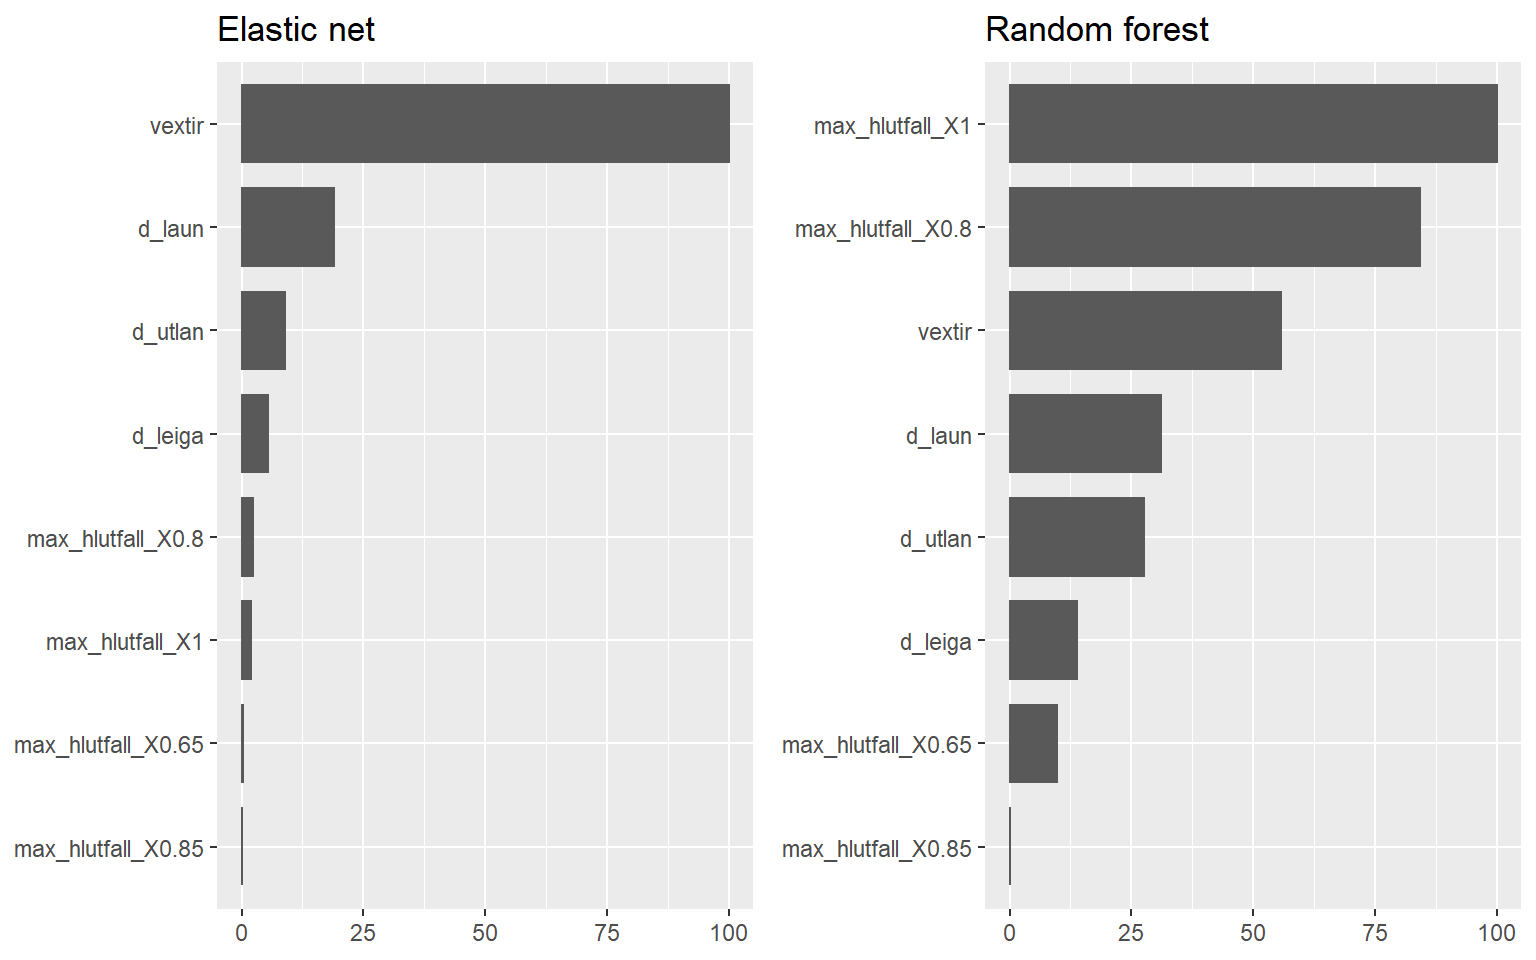 Elastic net
vextir
d_laun
d_utlan
d_leiga
max_hlutfall_X0.8
max_hlutfall_X1
max_hlutfall_X0.65
max_hlutfall_X0.85
0 25 50 75 100
Random forest
max_hlutfall_X1
max_hlutfall_X0.8
vextir
d_laun
d_utlan
d_leiga
max_hlutfall_X0.65
max_hlutfall_X0.85
0 25 50 75 100